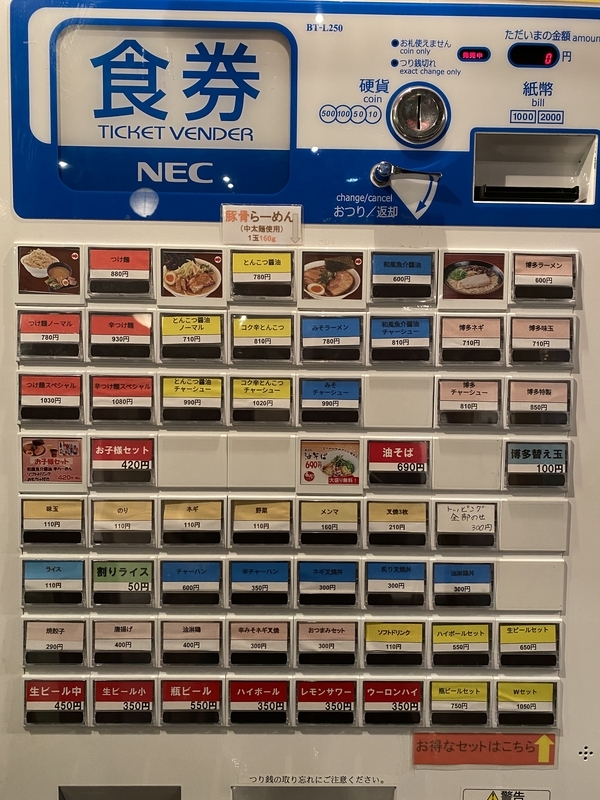 BT-L250
食券
TICKET VENDER
NEC
お札使えません
coin only
つり銭切れ
exact change only
発売中
ただいまの金額 amoun
0 円
硬貨
coin
500 100 50 10
紙幣
bill
1000 2000
change/cancel
おつり／返却
豚骨らーめん
(中太麺使用)
1玉160g
つけ麺
880円
とんこつ醤油
780円
和風魚介醤油
600円
博多ラーメン
600円
つけ麺ノーマル
780円
辛つけ麺
930円
とんこつ醤油
ノーマル
710円
コク辛とんこつ
810円
みそラーメン
780円
和風魚介醤油
チャーシュー
810円
博多ネギ
710円
博多味玉
710円
つけ麺スペシャル
1030円
辛つけ麺スペシャル
1080円
とんこつ醤油
チャーシュー
990円
コク辛とんこつ
チャーシュー
1020円
みそ
チャーシュー
990円
博多
チャーシュー
810円
博多特製
850円
お子様セット
お子様セット
420円
油そば
690円
大盛り無料!
油そば
690円
博多替え玉
100円
味玉
110円
のり
110円
ネギ
110円
野菜
110円
メンマ
160円
叉焼3枚
210円
トッピング
全部のせ
300円
ライス
110円
割りライス
50円
チャーハン
600円
半チャーハン
350円
ネギ叉焼丼
300円
炙り叉焼丼
300円
300円
焼餃子
290円
唐揚げ
400円
油淋鶏
400円
辛みそネギ叉焼
300円
おつまみセット
300円
ソフトドリンク
110円
ハイボールセット
550円
生ビールセット
650円
生ビール中
450円
生ビール小
350円
瓶ビール
550円
ハイボール
350円
レモンサワー
350円
ウーロンハイ
350円
瓶ビールセット
750円
Wセット
1050円
お得なセットはこちら
つり銭の取り忘れにご注意ください。
警告